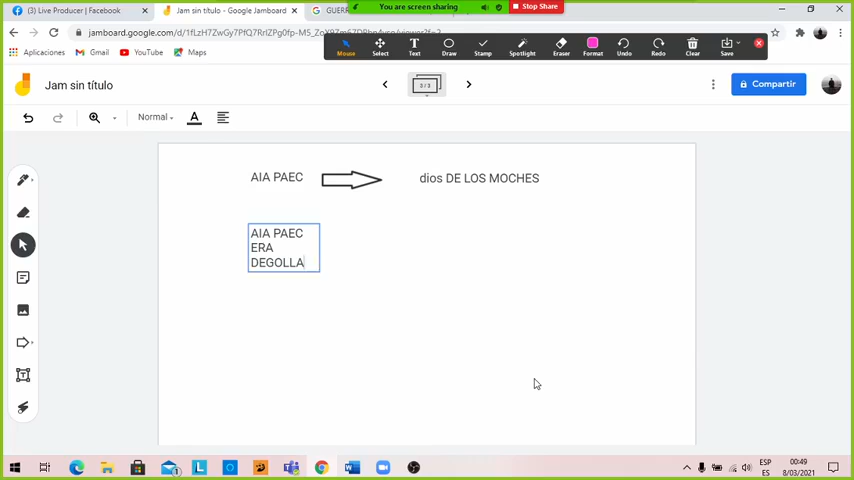 (3) Live Producer | Facebook
Jam sin título - Google Jamboard
You are screen sharing
Stop Share
Aplicaciones
Gmail
YouTube
Maps
Mouse
Select
Text
Draw
Stamp
Spotlight
Eraser
Format
Undo
Redo
Clear
Save
Jam sin título
3 / 3
Compartir
Normal
AIA PAEC
dios DE LOS MOCHES
AIA PAEC
ERA
DEGOLLA
ESP
ES
00:49
8/03/2021